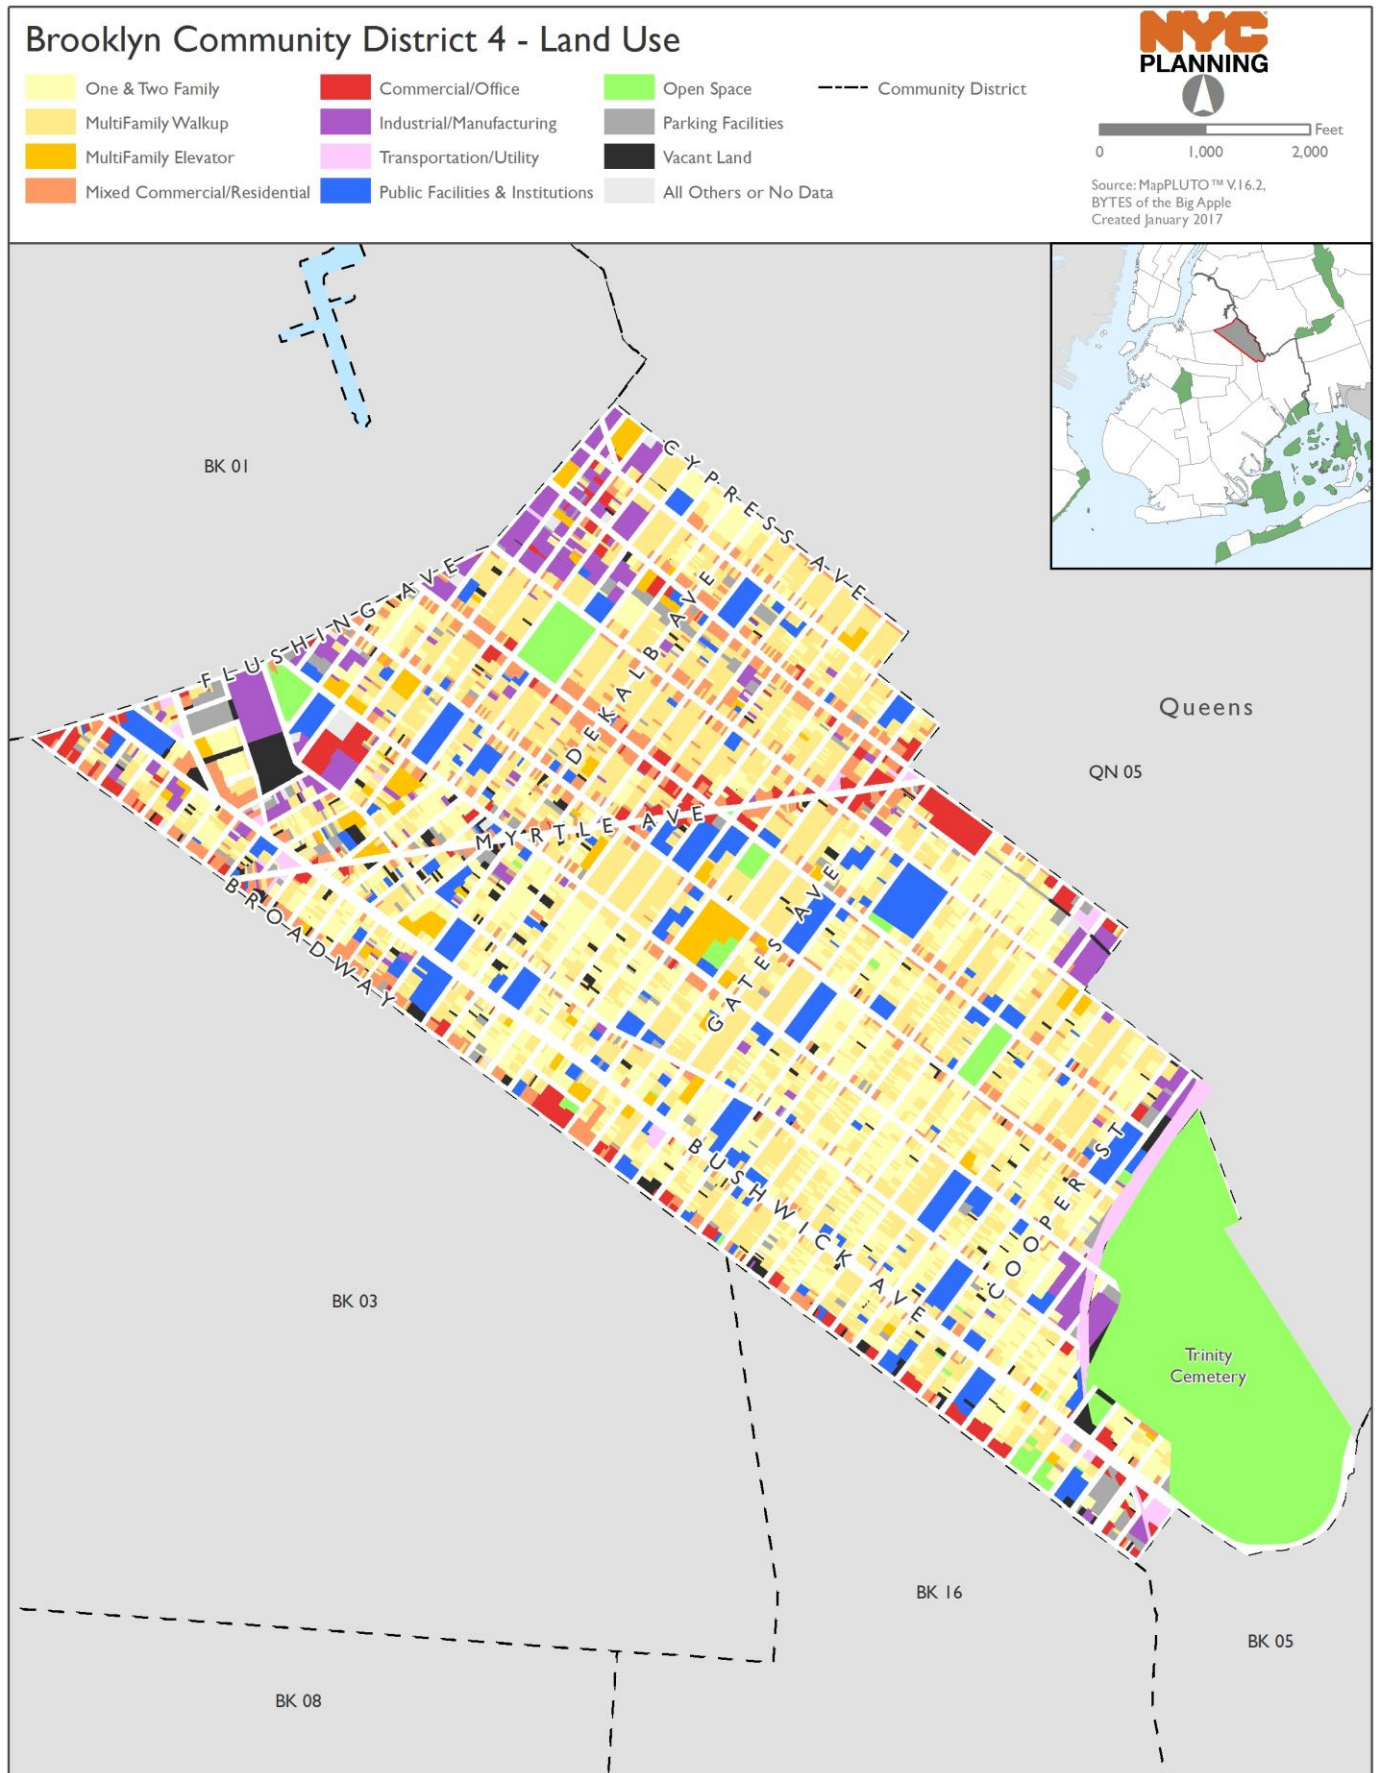 Brooklyn Community District 4 - Land Use
One & Two Family
MultiFamily Walkup
MultiFamily Elevator
Mixed Commercial/Residential
Commercial/Office
Industrial/Manufacturing
Transportation/Utility
Public Facilities & Institutions
Open Space
Parking Facilities
Vacant Land
All Others or No Data
Community District
NYC
PLANNING
Feet
0 1,000 2,000
Source: MapPLUTO™ V.16.2,
BYTES of the Big Apple
Created January 2017
BK 01
CYPRESS AVE
FLUSHING AVE
DEKALB AVE
Queens
QN 05
MYRTLE AVE
BROADWAY
GATES AVE
BUSHWICK AVE
COOPER ST
BK 03
Trinity
Cemetery
BK 16
BK 05
BK 08